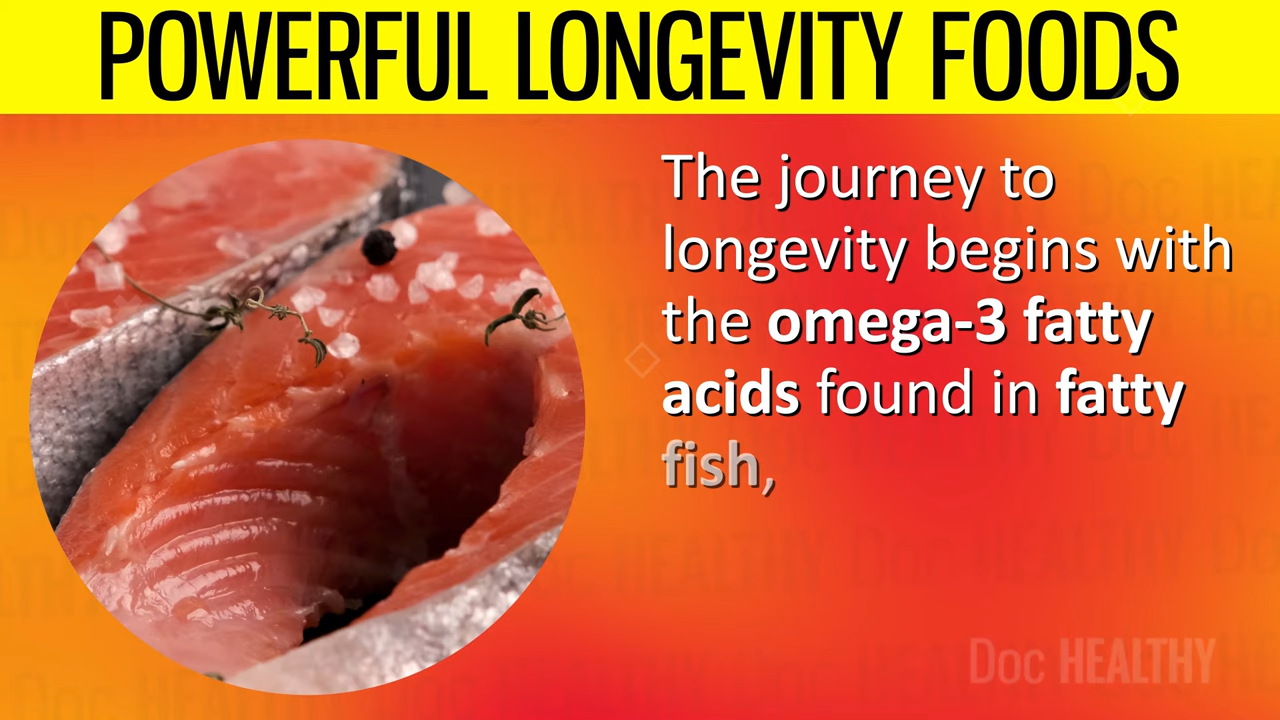 POWERFUL LONGEVITY FOODS
The journey to
longevity begins with
the omega-3 fatty
acids found in fatty
fish,
Doc HEALTHY